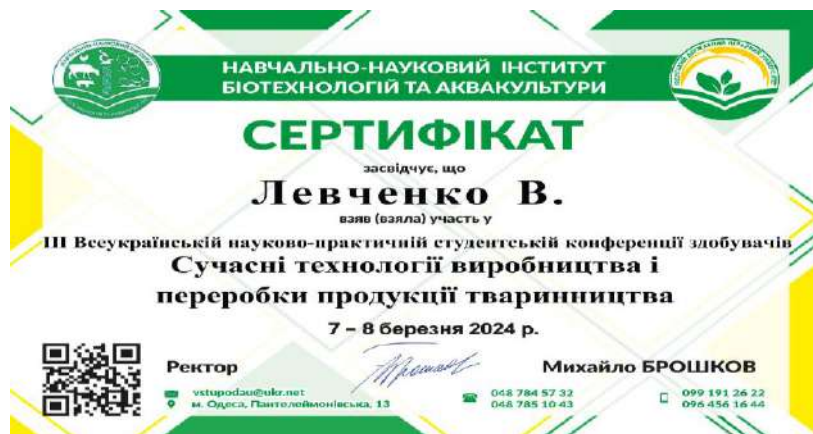 НАВЧАЛЬНО-НАУКОВИЙ ІНСТИТУТ
БІОТЕХНОЛОГІЙ ТА АКВАКУЛЬТУРИ
СЕРТИФІКАТ
засвідчує, що
Левченко В.
взяв (взяла) участь у
ІІІ Всеукраїнській науково-практичній студентській конференції здобувачів
Сучасні технології виробництва і
переробки продукції тваринництва
7 – 8 березня 2024 р.
Ректор Михайло БРОШКОВ
vstupodau@ukr.net 048 784 57 32 099 191 26 22
м. Одеса, Пантелеймонівська, 13 048 785 10 43 096 456 16 44